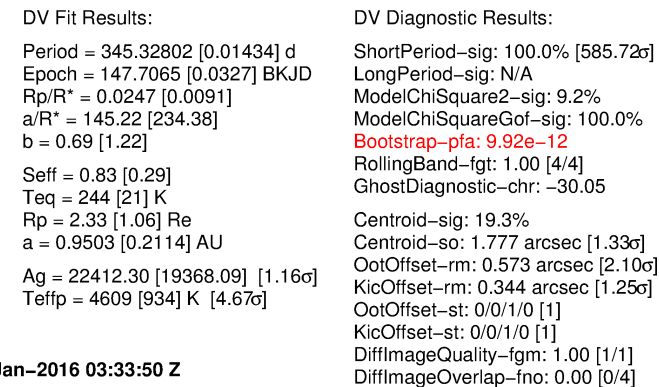 DV Fit Results:
Period = 345.32802 [0.01434] d
Epoch = 147.7065 [0.0327] BKJD
Rp/R* = 0.0247 [0.0091]
a/R* = 145.22 [234.38]
b = 0.69 [1.22]
Seff = 0.83 [0.29]
Teq = 244 [21] K
Rp = 2.33 [1.06] Re
a = 0.9503 [0.2114] AU
Ag = 22412.30 [19368.09] [1.16σ]
Teffp = 4609 [934] K [4.67σ]
Jan−2016 03:33:50 Z
DV Diagnostic Results:
ShortPeriod−sig: 100.0% [585.72σ]
LongPeriod−sig: N/A
ModelChiSquare2−sig: 9.2%
ModelChiSquareGof−sig: 100.0%
Bootstrap−pfa: 9.92e−12
RollingBand−fgt: 1.00 [4/4]
GhostDiagnostic−chr: −30.05
Centroid−sig: 19.3%
Centroid−so: 1.777 arcsec [1.33σ]
OotOffset−rm: 0.573 arcsec [2.10σ]
KicOffset−rm: 0.344 arcsec [1.25σ]
OotOffset−st: 0/0/1/0 [1]
KicOffset−st: 0/0/1/0 [1]
DiffImageQuality−fgm: 1.00 [1/1]
DiffImageOverlap−fno: 0.00 [0/4]